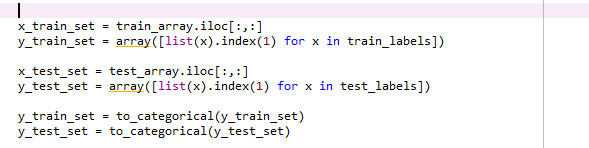 x_train_set = train_array.iloc[:,:]
y_train_set = array([list(x).index(1) for x in train_labels])
x_test_set = test_array.iloc[:,:]
y_test_set = array([list(x).index(1) for x in test_labels])
y_train_set = to_categorical(y_train_set)
y_test_set = to_categorical(y_test_set)